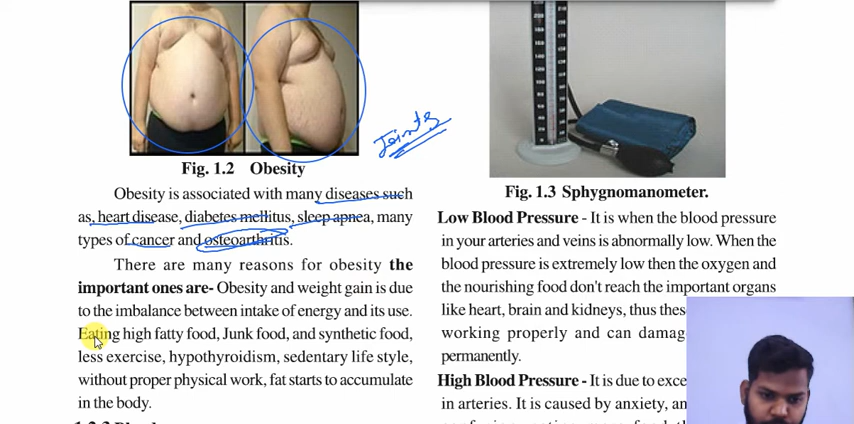 Joints
Fig. 1.2 Obesity
Obesity is associated with many diseases such
as, heart disease, diabetes mellitus, sleep apnea, many
types of cancer and osteoarthritis.
There are many reasons for obesity the
important ones are- Obesity and weight gain is due
to the imbalance between intake of energy and its use.
Eating high fatty food, Junk food, and synthetic food,
less exercise, hypothyroidism, sedentary life style,
without proper physical work, fat starts to accumulate
in the body.
Fig. 1.3 Sphygnomanometer.
Low Blood Pressure - It is when the blood pressure
in your arteries and veins is abnormally low. When the
blood pressure is extremely low then the oxygen and
the nourishing food don't reach the important organs
like heart, brain and kidneys, thus
working properly and can
permanently.
High Blood Pressure - It is due to
in arteries. It is caused by anxiety,